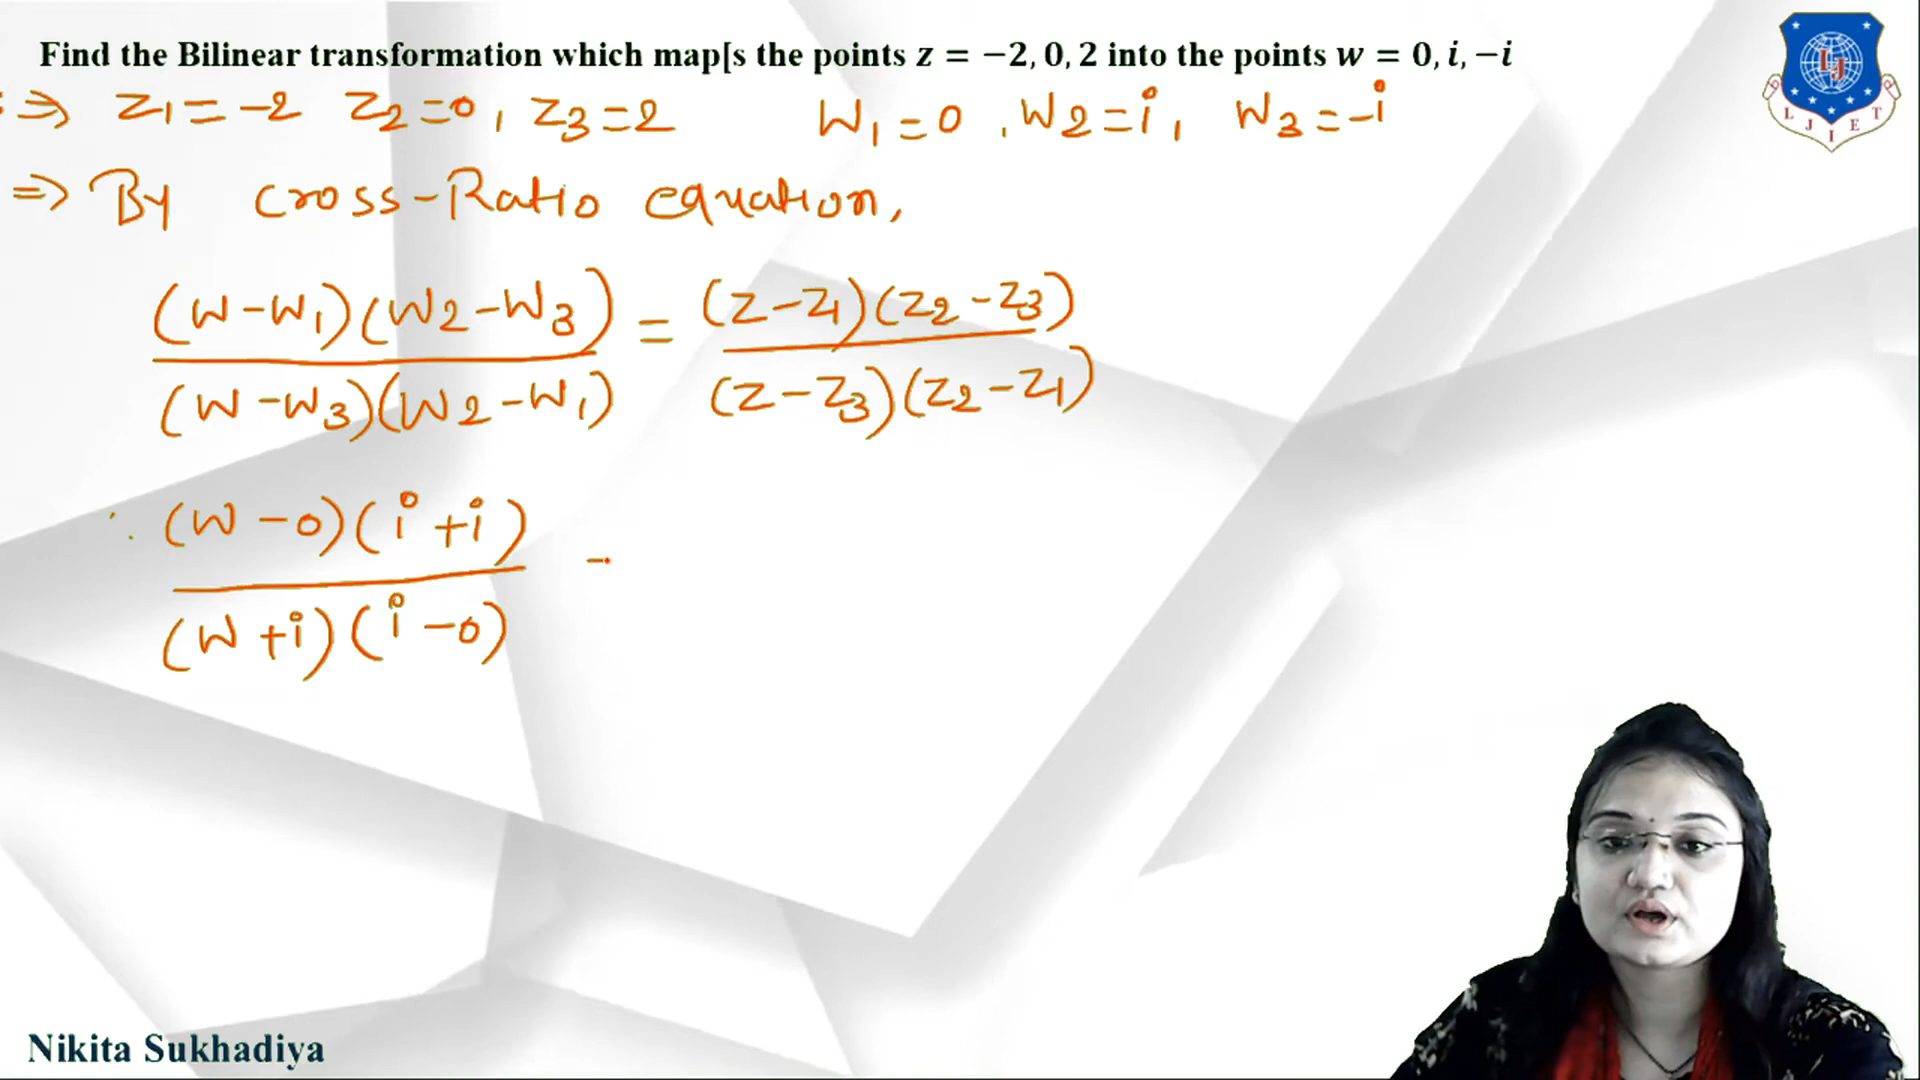 Find the Bilinear transformation which map[s the points z = −2, 0, 2 into the points w = 0, i, −i
⇒ z₁ = −2 z₂ = 0, z₃ = 2 w₁ = 0, w₂ = i, w₃ = −i
⇒ By cross-Ratio equation,
(w−w₁)(w₂−w₃) = (z−z₁)(z₂−z₃)
(w−w₃)(w₂−w₁) (z−z₃)(z₂−z₁)
∴ (w−0)(i+i) −
(w+i)(i−0)
LJIET
LJ
Nikita Sukhadiya